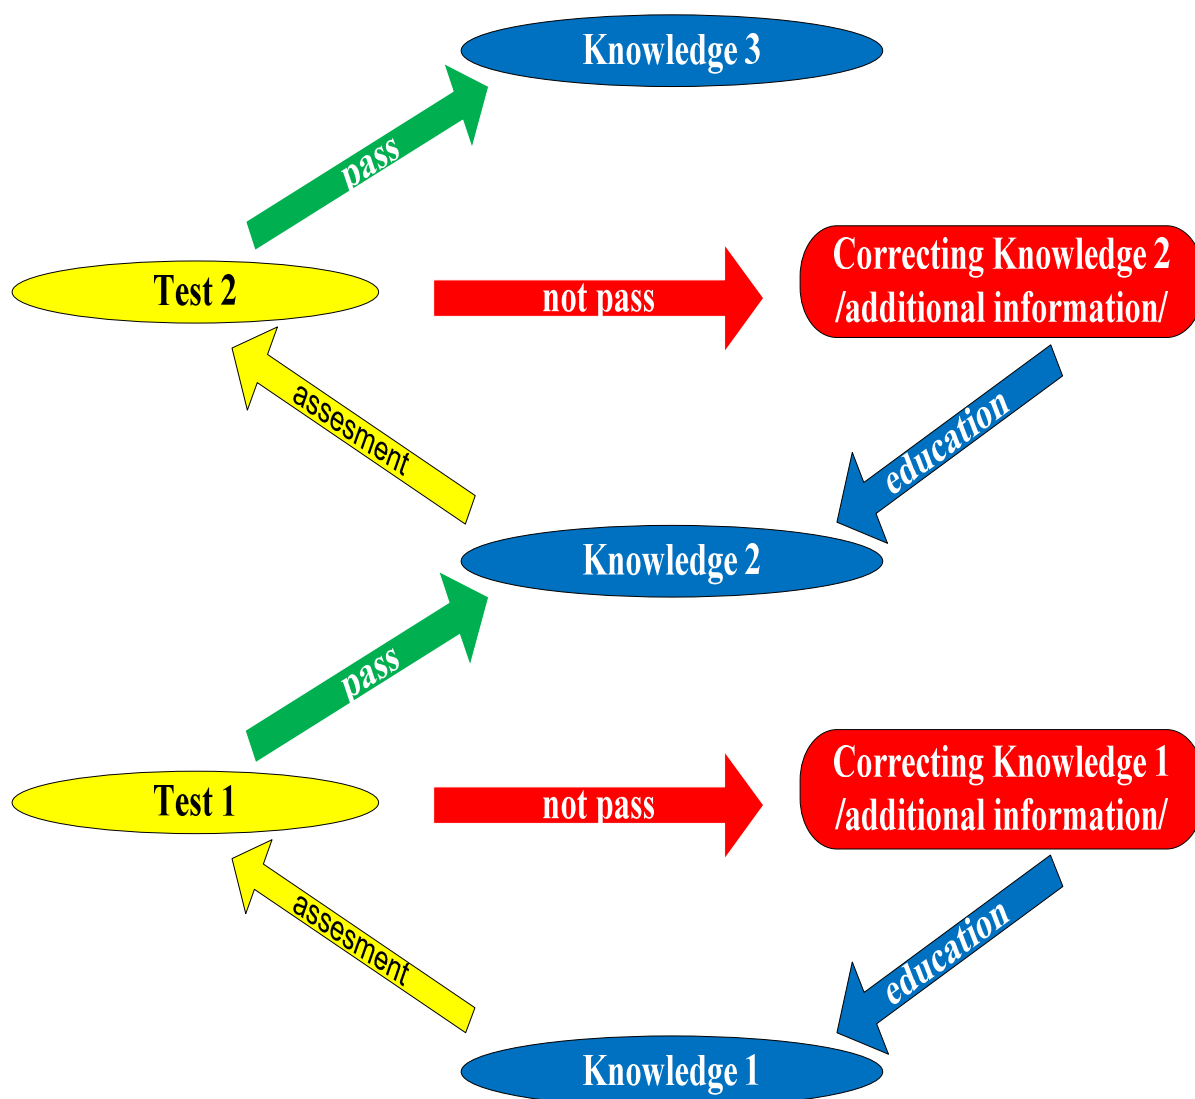 Knowledge 3
pass
Test 2
not pass
Correcting Knowledge 2
/additional information/
assesment
education
Knowledge 2
pass
Test 1
not pass
Correcting Knowledge 1
/additional information/
assesment
education
Knowledge 1